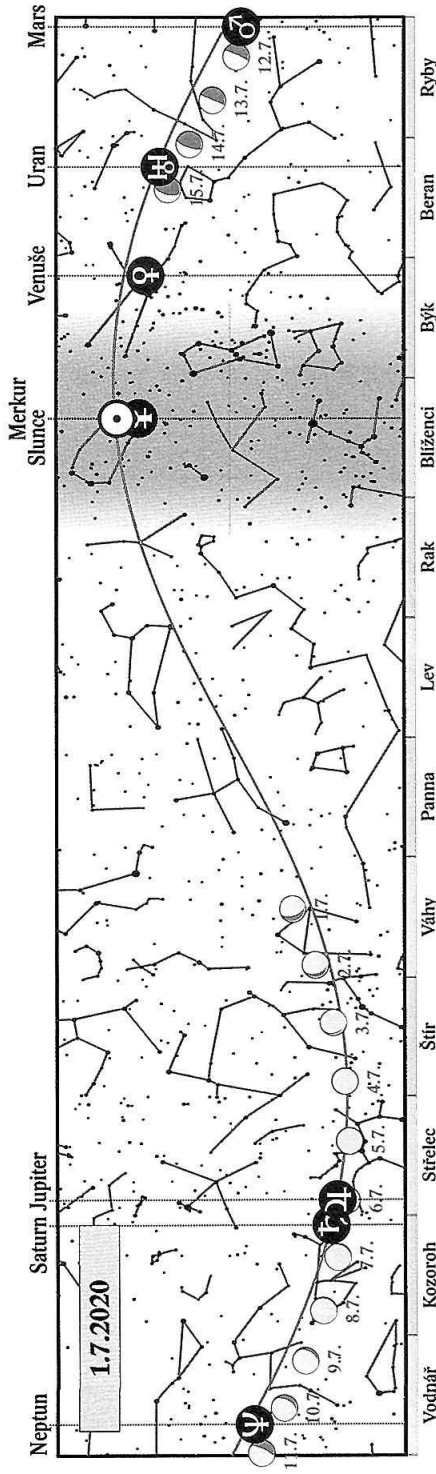 Neptun
Saturn Jupiter
Merkur
Slunce
Venuše
Uran
Mars
1.7.2020
11.7.
10.7.
9.7.
8.7.
7.7.
6.7.
5.7.
4.7.
3.7.
2.7.
1.7.
15.7.
14.7.
13.7.
12.7.
Vodnář
Kozoroh
Střelec
Štír
Váhy
Panna
Lev
Rak
Blíženci
Býk
Beran
Ryby